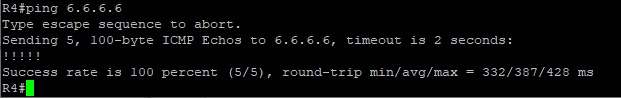 R4#ping 6.6.6.6
Type escape sequence to abort.
Sending 5, 100-byte ICMP Echos to 6.6.6.6, timeout is 2 seconds:
!!!!!
Success rate is 100 percent (5/5), round-trip min/avg/max = 332/387/428 ms
R4#